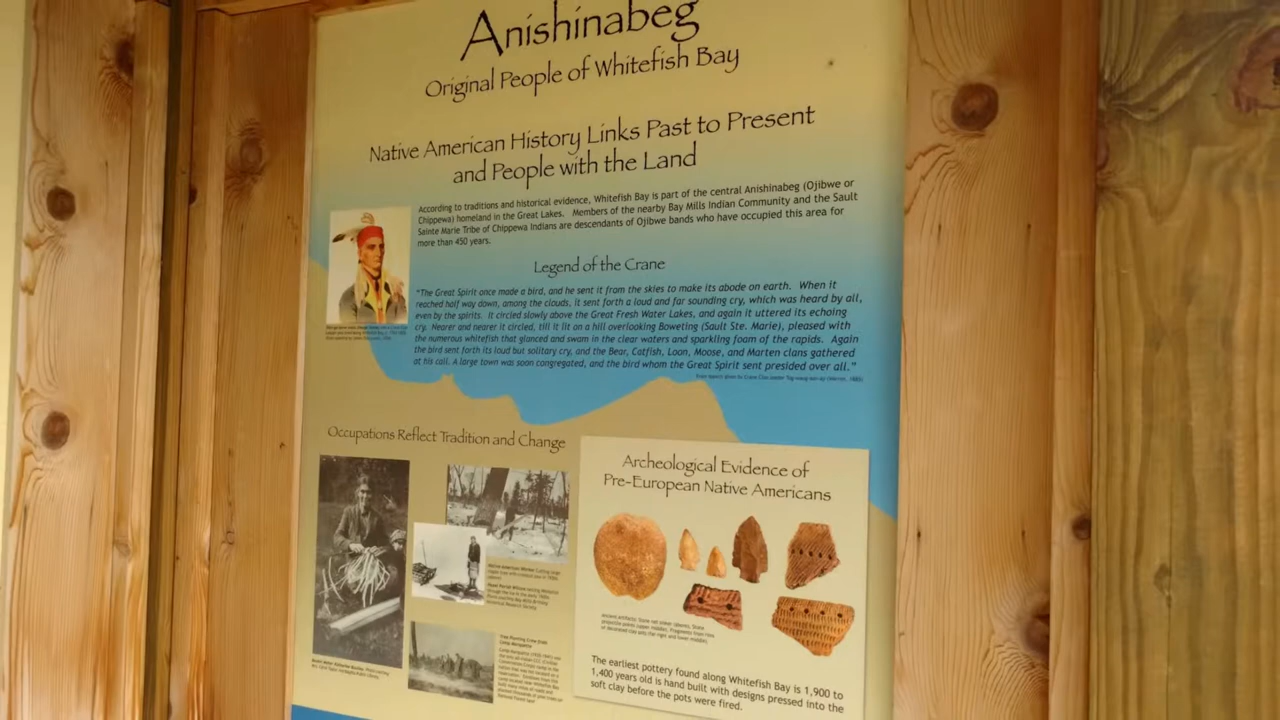 Anishinabeg
Original People of Whitefish Bay
Native American History Links Past to Present
and People with the Land
According to traditions and historical evidence, Whitefish Bay is part of the central Anishinabeg (Ojibwe or
Chippewa) homeland in the Great Lakes. Members of the nearby Bay Mills Indian Community and the Sault
Sainte Marie Tribe of Chippewa Indians are descendants of Ojibwe bands who have occupied this area for
more than 450 years.
Legend of the Crane
"The Great Spirit once made a bird, and he sent it from the skies to make its abode on earth. When it
reached half way down, among the clouds, it sent forth a loud and far sounding cry, which was heard by all,
even by the spirits. It circled slowly above the Great Fresh Water Lakes, and again it uttered its echoing
cry. Nearer and nearer it circled, till it lit on a hill overlooking Boweting (Sault Ste. Marie), pleased with
the numerous whitefish that glanced and swam in the clear waters and sparkling foam of the rapids. Again
the bird sent forth its loud but solitary cry, and the Bear, Catfish, Loon, Moose, and Marten clans gathered
at his call. A large town was soon congregated, and the bird whom the Great Spirit sent presided over all."
Occupations Reflect Tradition and Change
Archeological Evidence of
Pre-European Native Americans
The earliest pottery found along Whitefish Bay is 1,900 to
1,400 years old is hand built with designs pressed into the
soft clay before the pots were fired.